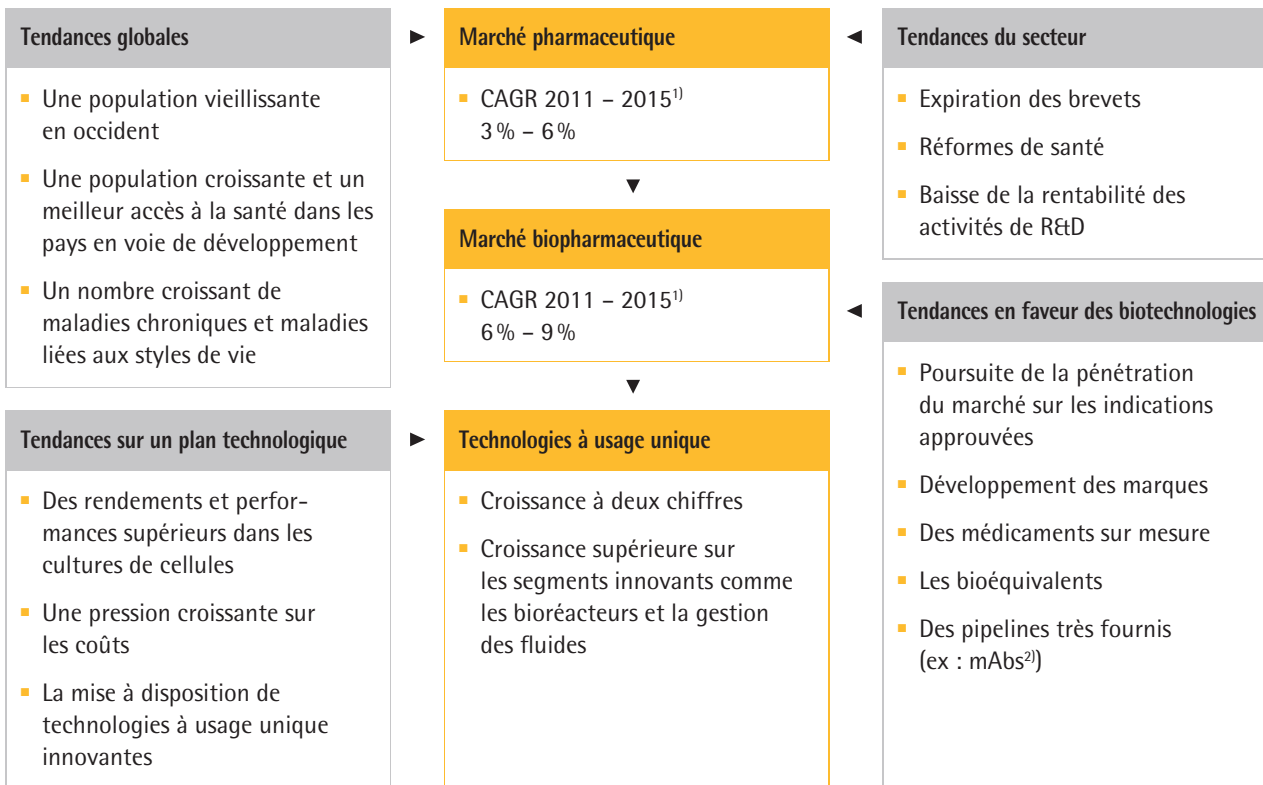 Tendances globales
Une population vieillissante
en occident
Une population croissante et un
meilleur accès à la santé dans les
pays en voie de développement
Un nombre croissant de
maladies chroniques et maladies
liées aux styles de vie
Tendances sur un plan technologique
Des rendements et perfor-
mances supérieurs dans les
cultures de cellules
Une pression croissante sur
les coûts
La mise à disposition de
technologies à usage unique
innovantes
Marché pharmaceutique
CAGR 2011 – 2015¹⁾
3 % – 6 %
Marché biopharmaceutique
CAGR 2011 – 2015¹⁾
6 % – 9 %
Technologies à usage unique
Croissance à deux chiffres
Croissance supérieure sur
les segments innovants comme
les bioréacteurs et la gestion
des fluides
Tendances du secteur
Expiration des brevets
Réformes de santé
Baisse de la rentabilité des
activités de R&D
Tendances en faveur des biotechnologies
Poursuite de la pénétration
du marché sur les indications
approuvées
Développement des marques
Des médicaments sur mesure
Les bioéquivalents
Des pipelines très fournis
(ex : mAbs²⁾)